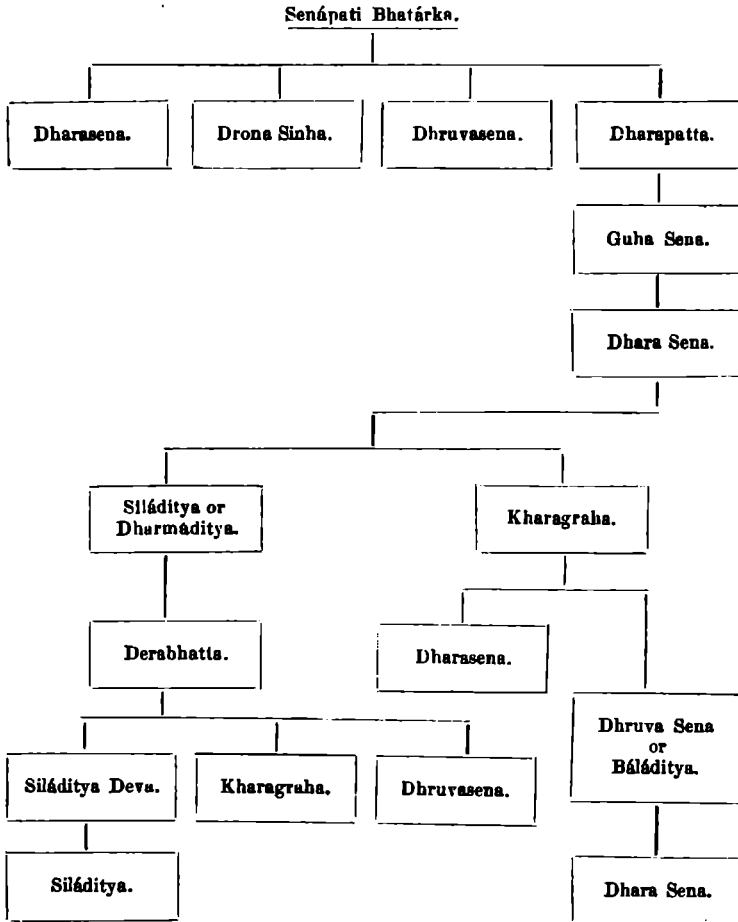 Senápati Bhatárka.
Dharasena.
Drona Sinha.
Dhruvasena.
Dharapatta.
Guha Sena.
Dhara Sena.
Siláditya or
Dharmáditya.
Kharagraha.
Derabhatta.
Dharasena.
Dhruva Sena
or
Báláditya.
Siláditya Deva.
Kharagraha.
Dhruvasena.
Siláditya.
Dhara Sena.